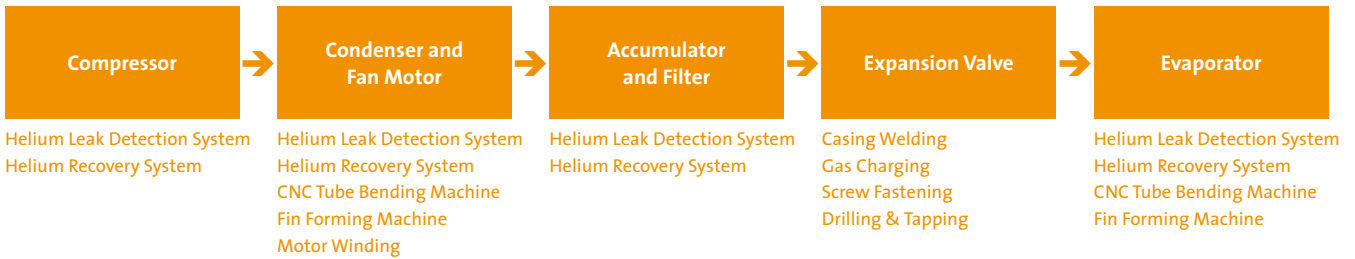 Compressor
Condenser and
Fan Motor
Accumulator
and Filter
Expansion Valve
Evaporator
Helium Leak Detection System
Helium Recovery System
Helium Leak Detection System
Helium Recovery System
CNC Tube Bending Machine
Fin Forming Machine
Motor Winding
Helium Leak Detection System
Helium Recovery System
Casing Welding
Gas Charging
Screw Fastening
Drilling & Tapping
Helium Leak Detection System
Helium Recovery System
CNC Tube Bending Machine
Fin Forming Machine